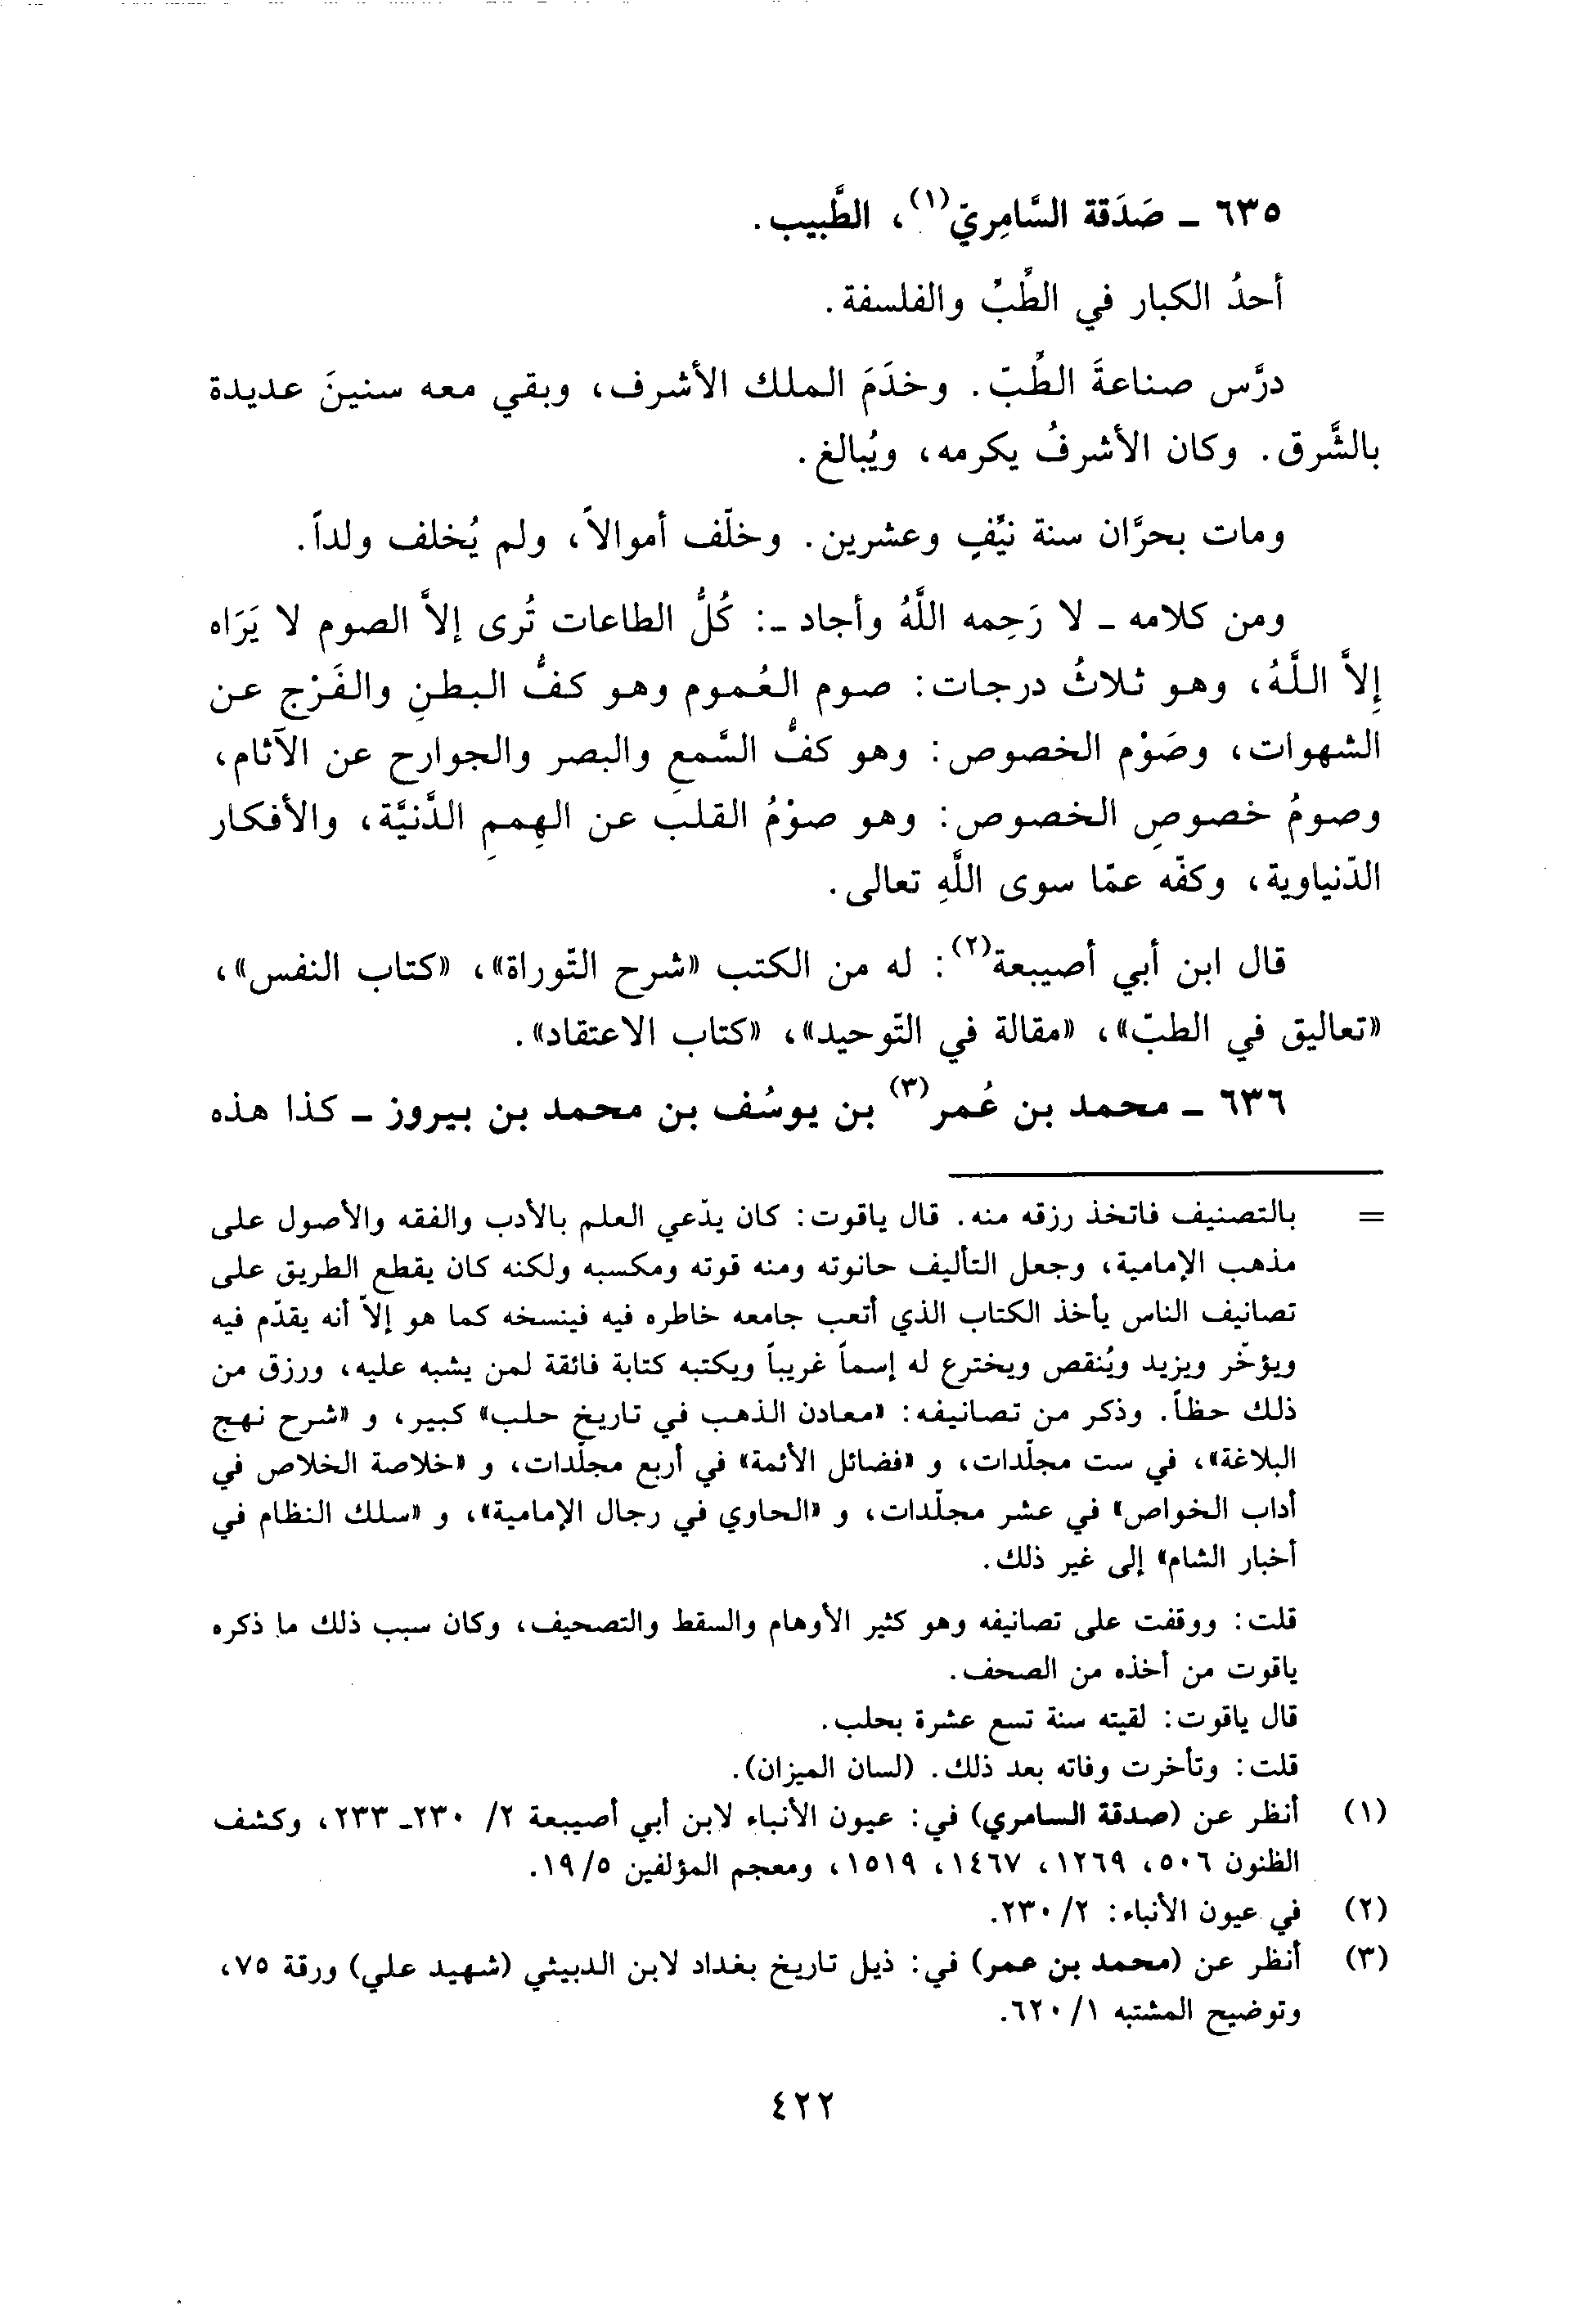 ٦٣٥ ـ صَدَقة السَّامِريّ(١)، الطَّبيب.
أحدُ الكبار في الطِّبِّ والفلسفة.
درَّس صناعةَ الطِّبّ. وخدَمَ الملك الأشرف، وبقي معه سنينَ عديدة
بالشَّرق. وكان الأشرفُ يكرمه، ويُبالغ.
ومات بحرَّان سنة نيِّفٍ وعشرين. وخلّف أموالاً، ولم يُخلف ولداً.
ومن كلامه ـ لا رَحِمه اللَّهُ وأجاد ـ: كُلُّ الطاعات تُرى إلاَّ الصوم لا يَرَاه
إِلاَّ اللَّهُ، وهو ثلاثُ درجات: صوم العُموم وهو كفُّ البطنِ والفَرْج عن
الشهوات، وصَوْم الخصوص: وهو كفُّ السَّمعِ والبصر والجوارح عن الآثام،
وصومُ خصوصِ الخصوص: وهو صوْمُ القلب عن الهِممِ الدَّنيَّة، والأفكار
الدّنياوية، وكفّه عمّا سوى اللَّهِ تعالى.
قال ابن أبي أصيبعة(٢): له من الكتب «شرح التّوراة»، «كتاب النفس»،
«تعاليق في الطبّ»، «مقالة في التّوحيد»، «كتاب الاعتقاد».
٦٣٦ ـ محمد بن عُمر(٣) بن يوسُف بن محمد بن بيروز ـ كذا هذه
= بالتصنيف فاتخذ رزقه منه. قال ياقوت: كان يدّعي العلم بالأدب والفقه والأصول على
مذهب الإمامية، وجعل التأليف حانوته ومنه قوته ومكسبه ولكنه كان يقطع الطريق على
تصانيف الناس يأخذ الكتاب الذي أتعب جامعه خاطره فيه فينسخه كما هو إلاّ أنه يقدّم فيه
ويؤخّر ويزيد ويُنقص ويخترع له إسماً غريباً ويكتبه كتابة فائقة لمن يشبه عليه، ورزق من
ذلك حظاً. وذكر من تصانيفه: «معادن الذهب في تاريخ حلب» كبير، و «شرح نهج
البلاغة»، في ست مجلّدات، و «فضائل الأئمة» في أربع مجلّدات، و «خلاصة الخلاص في
أداب الخواص» في عشر مجلّدات، و «الحاوي في رجال الإمامية»، و «سلك النظام في
أخبار الشام» إلى غير ذلك.
قلت: ووقفت على تصانيفه وهو كثير الأوهام والسقط والتصحيف، وكان سبب ذلك ما ذكره
ياقوت من أخذه من الصحف.
قال ياقوت: لقيته سنة تسع عشرة بحلب.
قلت: وتأخرت وفاته بعد ذلك. (لسان الميزان).
(١) أنظر عن (صدقة السامري) في: عيون الأنباء لابن أبي أصيبعة ٢/ ٢٣٠ـ ٢٣٣، وكشف
الظنون ٥٠٦، ١٢٦٩، ١٤٦٧، ١٥١٩، ومعجم المؤلفين ١٩/٥.
(٢) في عيون الأنباء: ٢٣٠/٢.
(٣) أنظر عن (محمد بن عمر) في: ذيل تاريخ بغداد لابن الدبيثي (شهيد علي) ورقة ٧٥،
وتوضيح المشتبه ٦٢٠/١.
٤٢٢